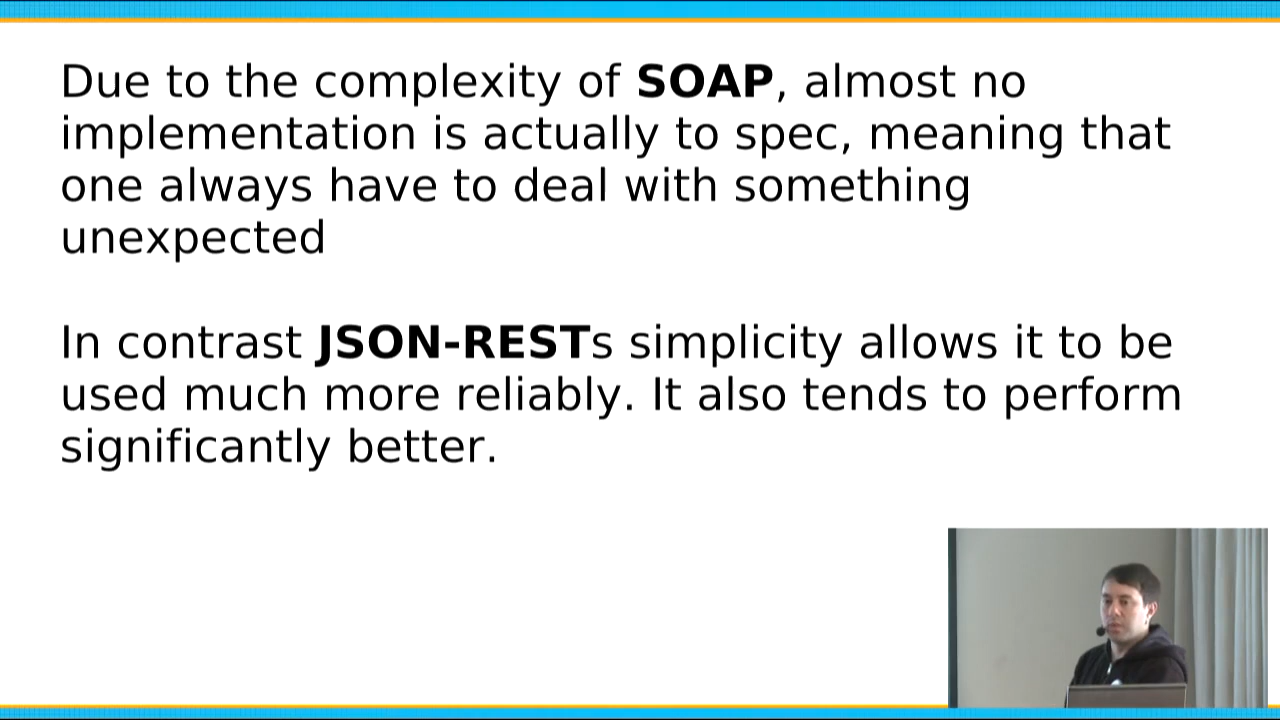 Due to the complexity of SOAP, almost no
implementation is actually to spec, meaning that
one always have to deal with something
unexpected
In contrast JSON-RESTs simplicity allows it to be
used much more reliably. It also tends to perform
significantly better.